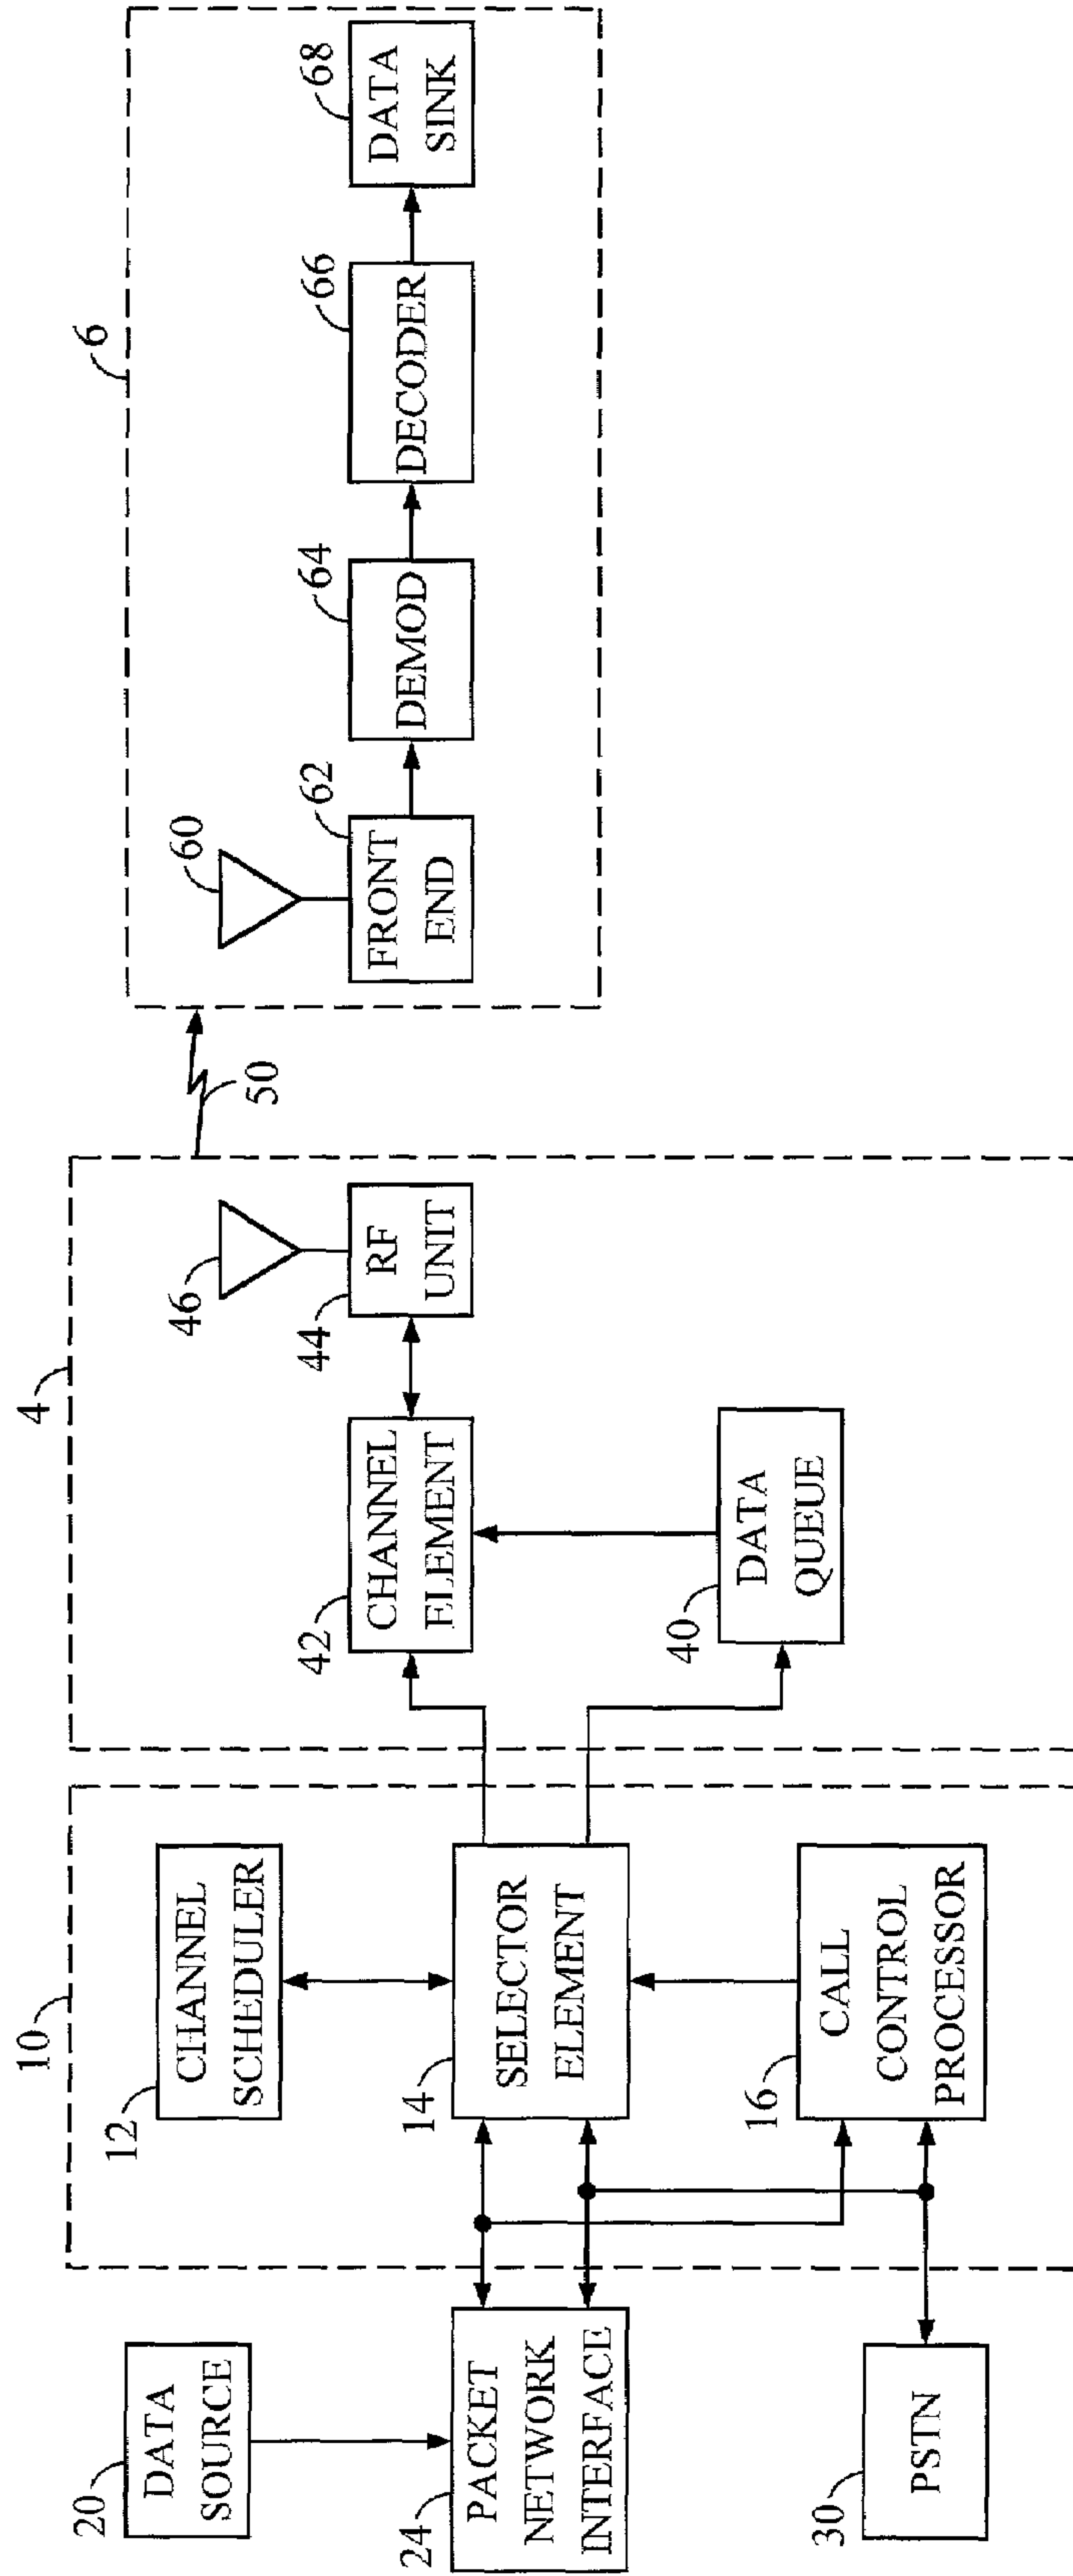 20
DATA
SOURCE
24
PACKET
NETWORK
INTERFACE
30
PSTN
10
12
CHANNEL
SCHEDULER
14
SELECTOR
ELEMENT
16
CALL
CONTROL
PROCESSOR
4
42
CHANNEL
ELEMENT
44
RF
UNIT
46
40
DATA
QUEUE
50
6
60
62
FRONT
END
64
DEMOD
66
DECODER
68
DATA
SINK